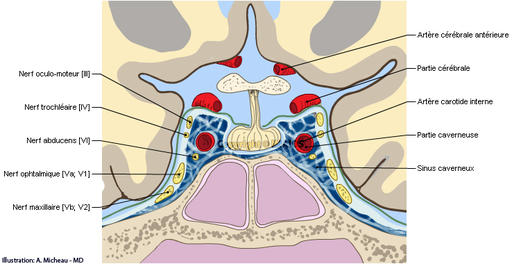 Nerf oculo-moteur [III]
Nerf trochléaire [IV]
Nerf abducens [VI]
Nerf ophtalmique [Va; V1]
Nerf maxillaire [Vb; V2]
Artère cérébrale antérieure
Partie cérébrale
Artère carotide interne
Partie caverneuse
Sinus caverneux
Illustration: A. Micheau - MD